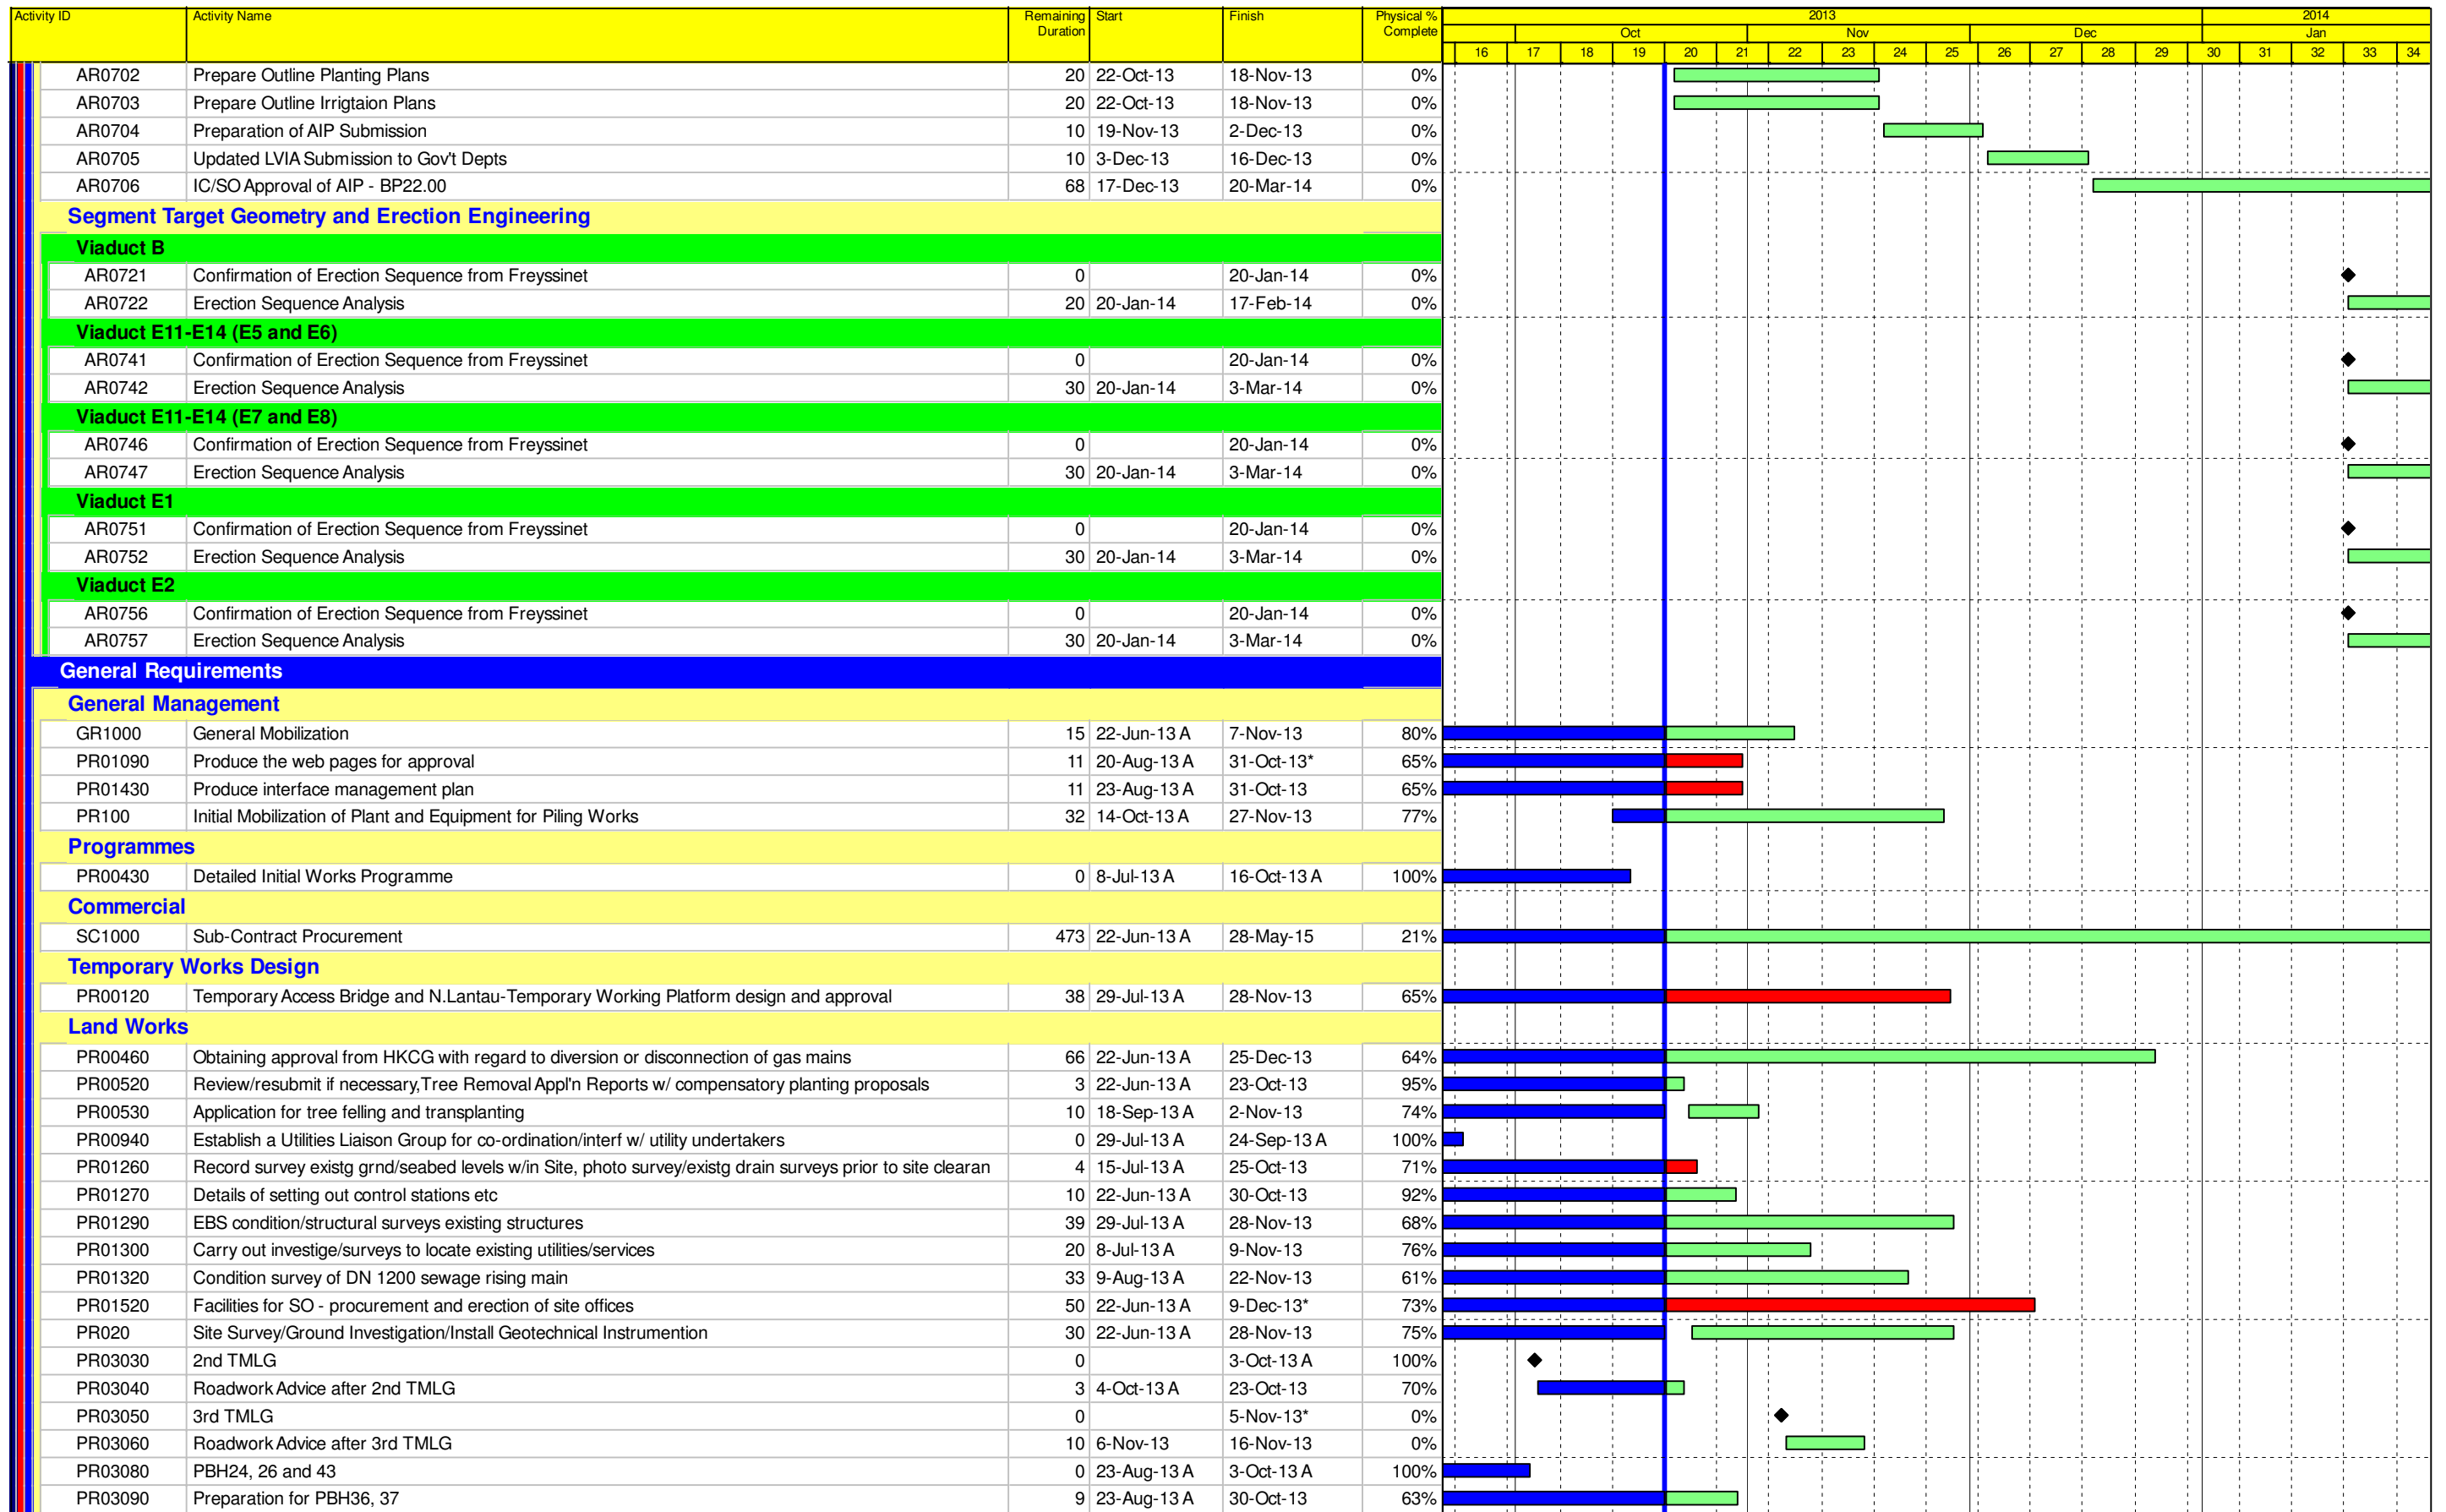 Activity ID Activity Name Remaining Duration Start Finish Physical % Complete 2013 2014
Oct Nov Dec Jan
16 17 18 19 20 21 22 23 24 25 26 27 28 29 30 31 32 33 34
AR0702 Prepare Outline Planting Plans 20 22-Oct-13 18-Nov-13 0%
AR0703 Prepare Outline Irrigtaion Plans 20 22-Oct-13 18-Nov-13 0%
AR0704 Preparation of AIP Submission 10 19-Nov-13 2-Dec-13 0%
AR0705 Updated LVIA Submission to Gov't Depts 10 3-Dec-13 16-Dec-13 0%
AR0706 IC/SO Approval of AIP - BP22.00 68 17-Dec-13 20-Mar-14 0%
Segment Target Geometry and Erection Engineering
Viaduct B
AR0721 Confirmation of Erection Sequence from Freyssinet 0 20-Jan-14 0%
AR0722 Erection Sequence Analysis 20 20-Jan-14 17-Feb-14 0%
Viaduct E11-E14 (E5 and E6)
AR0741 Confirmation of Erection Sequence from Freyssinet 0 20-Jan-14 0%
AR0742 Erection Sequence Analysis 30 20-Jan-14 3-Mar-14 0%
Viaduct E11-E14 (E7 and E8)
AR0746 Confirmation of Erection Sequence from Freyssinet 0 20-Jan-14 0%
AR0747 Erection Sequence Analysis 30 20-Jan-14 3-Mar-14 0%
Viaduct E1
AR0751 Confirmation of Erection Sequence from Freyssinet 0 20-Jan-14 0%
AR0752 Erection Sequence Analysis 30 20-Jan-14 3-Mar-14 0%
Viaduct E2
AR0756 Confirmation of Erection Sequence from Freyssinet 0 20-Jan-14 0%
AR0757 Erection Sequence Analysis 30 20-Jan-14 3-Mar-14 0%
General Requirements
General Management
GR1000 General Mobilization 15 22-Jun-13 A 7-Nov-13 80%
PR01090 Produce the web pages for approval 11 20-Aug-13 A 31-Oct-13* 65%
PR01430 Produce interface management plan 11 23-Aug-13 A 31-Oct-13 65%
PR100 Initial Mobilization of Plant and Equipment for Piling Works 32 14-Oct-13 A 27-Nov-13 77%
Programmes
PR00430 Detailed Initial Works Programme 0 8-Jul-13 A 16-Oct-13 A 100%
Commercial
SC1000 Sub-Contract Procurement 473 22-Jun-13 A 28-May-15 21%
Temporary Works Design
PR00120 Temporary Access Bridge and N.Lantau-Temporary Working Platform design and approval 38 29-Jul-13 A 28-Nov-13 65%
Land Works
PR00460 Obtaining approval from HKCG with regard to diversion or disconnection of gas mains 66 22-Jun-13 A 25-Dec-13 64%
PR00520 Review/resubmit if necessary,Tree Removal Appl'n Reports w/ compensatory planting proposals 3 22-Jun-13 A 23-Oct-13 95%
PR00530 Application for tree felling and transplanting 10 18-Sep-13 A 2-Nov-13 74%
PR00940 Establish a Utilities Liaison Group for co-ordination/interf w/ utility undertakers 0 29-Jul-13 A 24-Sep-13 A 100%
PR01260 Record survey existg grnd/seabed levels w/in Site, photo survey/existg drain surveys prior to site clearan 4 15-Jul-13 A 25-Oct-13 71%
PR01270 Details of setting out control stations etc 10 22-Jun-13 A 30-Oct-13 92%
PR01290 EBS condition/structural surveys existing structures 39 29-Jul-13 A 28-Nov-13 68%
PR01300 Carry out investige/surveys to locate existing utilities/services 20 8-Jul-13 A 9-Nov-13 76%
PR01320 Condition survey of DN 1200 sewage rising main 33 9-Aug-13 A 22-Nov-13 61%
PR01520 Facilities for SO - procurement and erection of site offices 50 22-Jun-13 A 9-Dec-13* 73%
PR020 Site Survey/Ground Investigation/Install Geotechnical Instrumention 30 22-Jun-13 A 28-Nov-13 75%
PR03030 2nd TMLG 0 3-Oct-13 A 100%
PR03040 Roadwork Advice after 2nd TMLG 3 4-Oct-13 A 23-Oct-13 70%
PR03050 3rd TMLG 0 5-Nov-13* 0%
PR03060 Roadwork Advice after 3rd TMLG 10 6-Nov-13 16-Nov-13 0%
PR03080 PBH24, 26 and 43 0 23-Aug-13 A 3-Oct-13 A 100%
PR03090 Preparation for PBH36, 37 9 23-Aug-13 A 30-Oct-13 63%